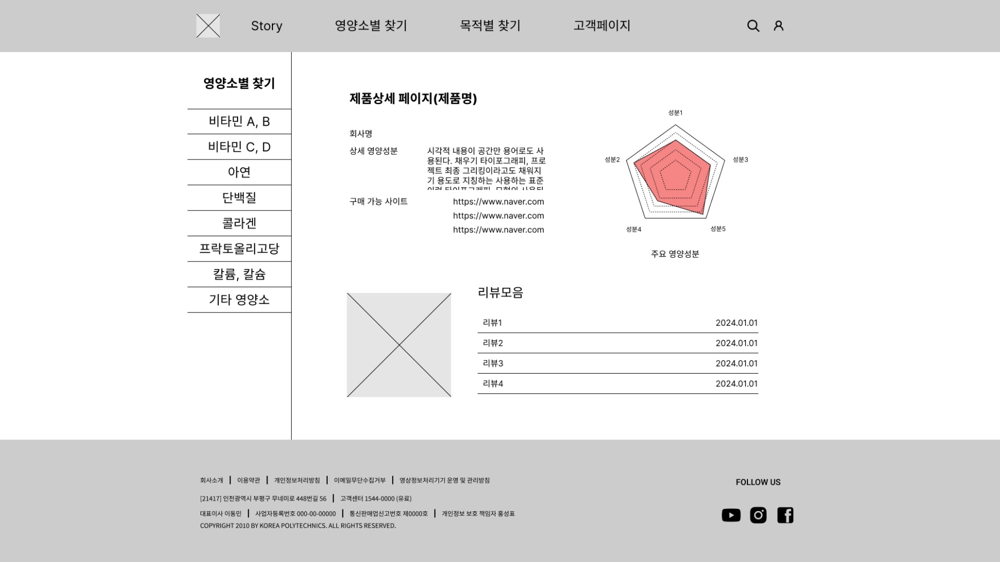 Story
영양소별 찾기
목적별 찾기
고객페이지
영양소별 찾기
비타민 A, B
비타민 C, D
아연
단백질
콜라겐
프락토올리고당
칼륨, 칼슘
기타 영양소
제품상세 페이지(제품명)
회사명
상세 영양성분
시각적 내용이 공간만 용어로도 사
용된다. 채우기 타이포그래피, 프로
젝트 최종 그리킹이라고도 채워지
기 용도로 지칭하는 사용하는 표준
구매 가능 사이트
https://www.naver.com
https://www.naver.com
https://www.naver.com
성분1
성분2
성분3
성분4
성분5
주요 영양성분
리뷰모음
리뷰1 2024.01.01
리뷰2 2024.01.01
리뷰3 2024.01.01
리뷰4 2024.01.01
회사소개 | 이용약관 | 개인정보처리방침 | 이메일무단수집거부 | 영상정보처리기기 운영 및 관리방침
[21417] 인천광역시 부평구 무네미로 448번길 56 | 고객센터 1544-0000 (유료)
대표이사 이동민 | 사업자등록번호 000-00-00000 | 통신판매업신고번호 제0000호 | 개인정보 보호 책임자 홍성표
COPYRIGHT 2010 BY KOREA POLYTECHNICS. ALL RIGHTS RESERVED.
FOLLOW US